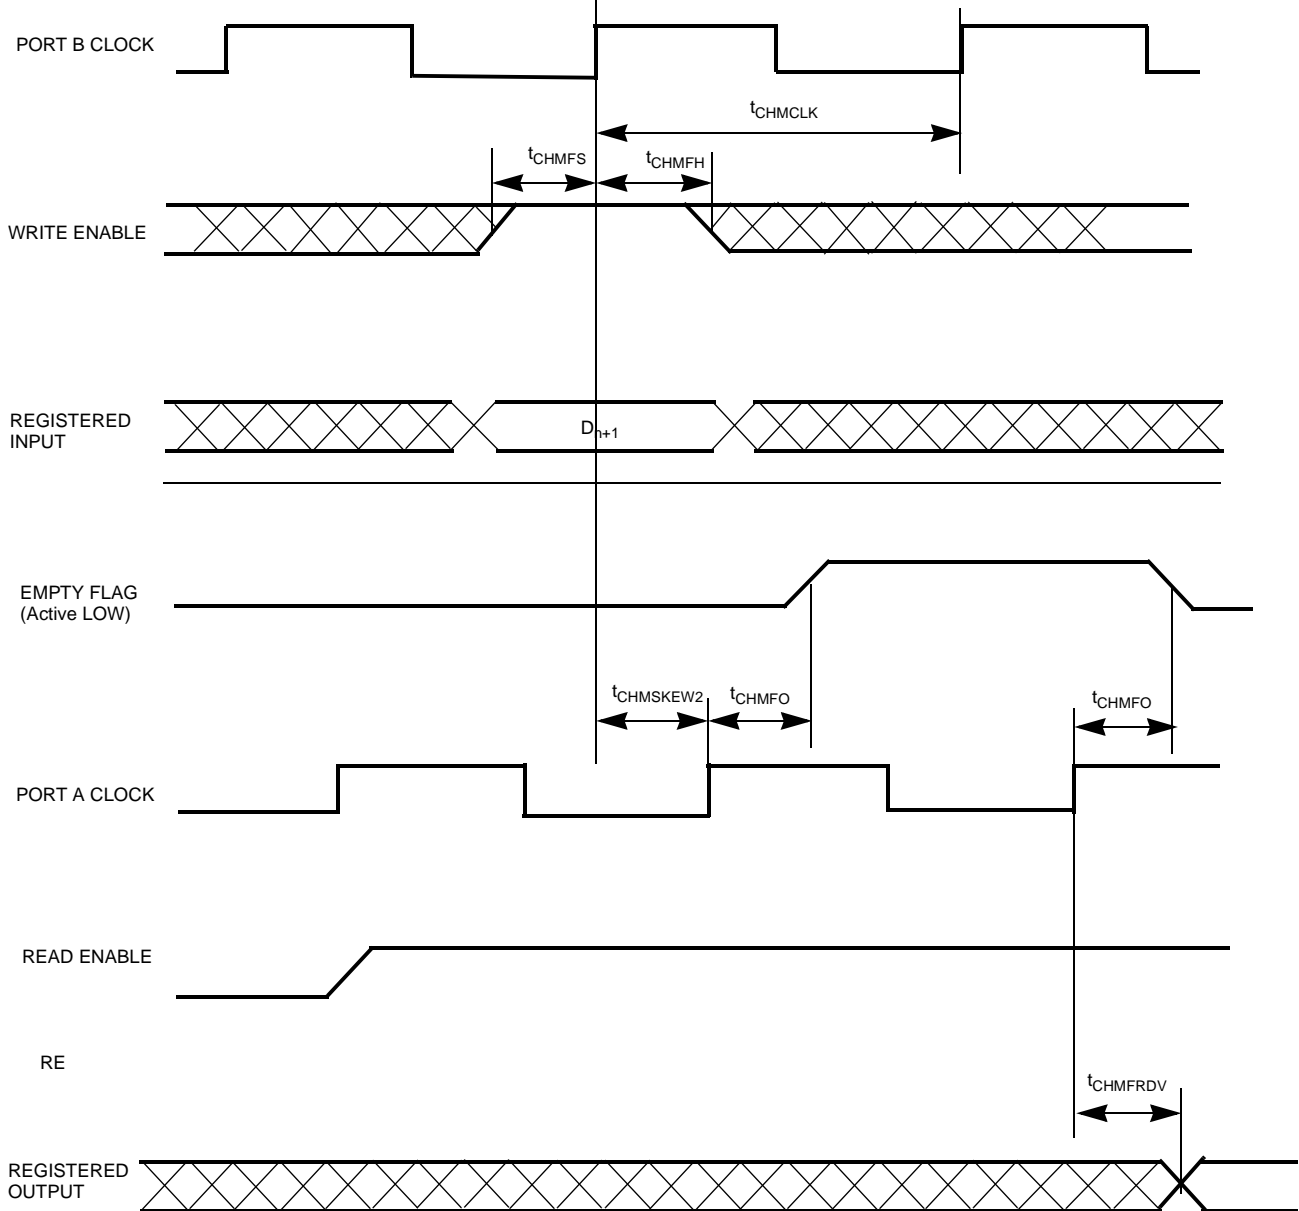 PORT B CLOCK
tCHMCLK
tCHMFS
tCHMFH
WRITE ENABLE
REGISTERED
INPUT
Dn+1
EMPTY FLAG
(Active LOW)
tCHMSKEW2
tCHMFO
tCHMFO
PORT A CLOCK
READ ENABLE
RE
tCHMFRDV
REGISTERED
OUTPUT